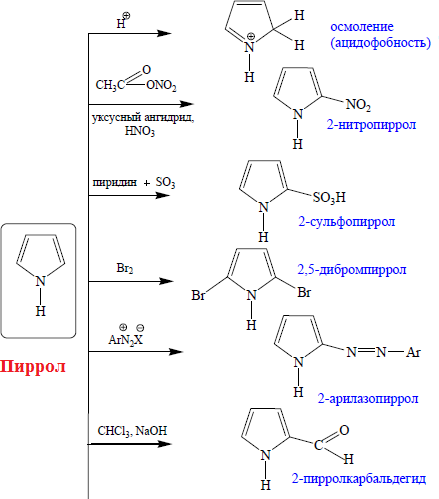 H⊕
H
H
N⊕
H
осмоление
(ацидофобность)
O
CH3C
ONO2
уксусный ангидрид,
HNO3
NO2
N
H
2-нитропиррол
пиридин + SO3
SO3H
N
H
2-сульфопиррол
N
H
Пиррол
Br2
2,5-дибромпиррол
Br
Br
N
H
⊕ ⊖
ArN2X
N=N-Ar
N
H
2-арилазопиррол
CHCl3, NaOH
O
C
H
N
H
2-пирролкарбальдегид